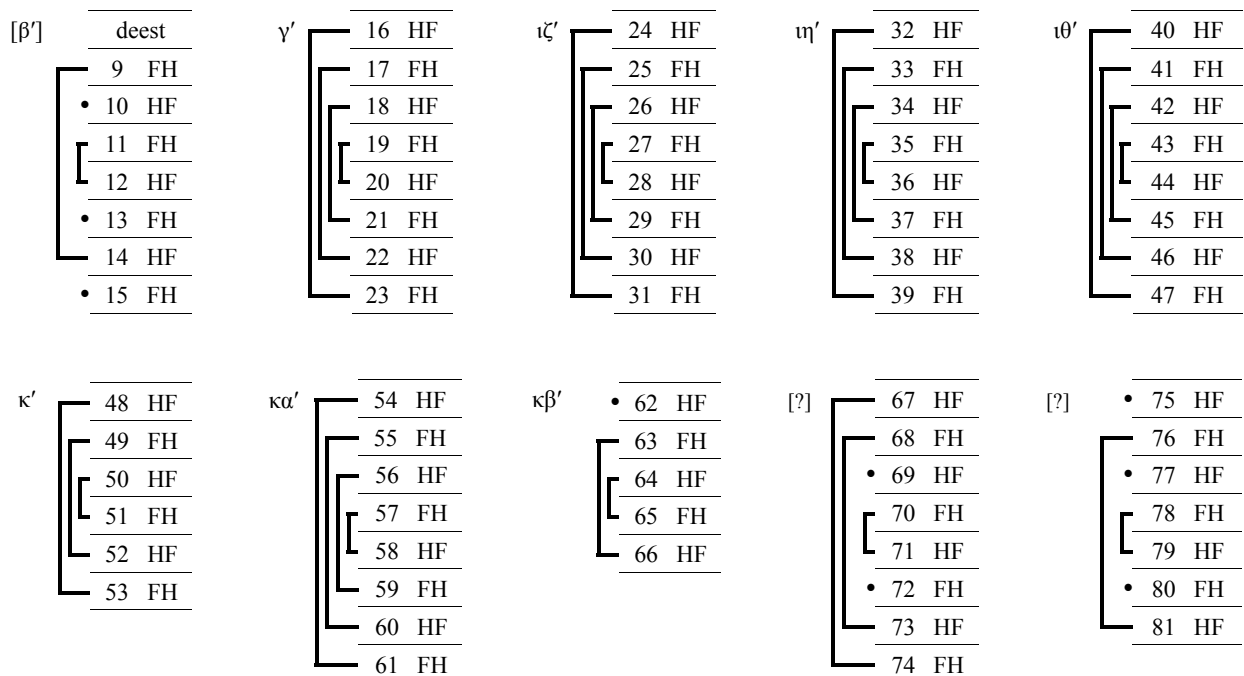 [β′] deest
9 FH
• 10 HF
11 FH
12 HF
• 13 FH
14 HF
• 15 FH
γ′ 16 HF
17 FH
18 HF
19 FH
20 HF
21 FH
22 HF
23 FH
ιζ′ 24 HF
25 FH
26 HF
27 FH
28 HF
29 FH
30 HF
31 FH
ιη′ 32 HF
33 FH
34 HF
35 FH
36 HF
37 FH
38 HF
39 FH
ιθ′ 40 HF
41 FH
42 HF
43 FH
44 HF
45 FH
46 HF
47 FH
κ′ 48 HF
49 FH
50 HF
51 FH
52 HF
53 FH
κα′ 54 HF
55 FH
56 HF
57 FH
58 HF
59 FH
60 HF
61 FH
κβ′ • 62 HF
63 FH
64 HF
65 FH
66 HF
[?] 67 HF
68 FH
• 69 HF
70 FH
71 HF
• 72 FH
73 HF
74 FH
[?] • 75 HF
76 FH
• 77 HF
78 FH
79 HF
• 80 FH
81 HF